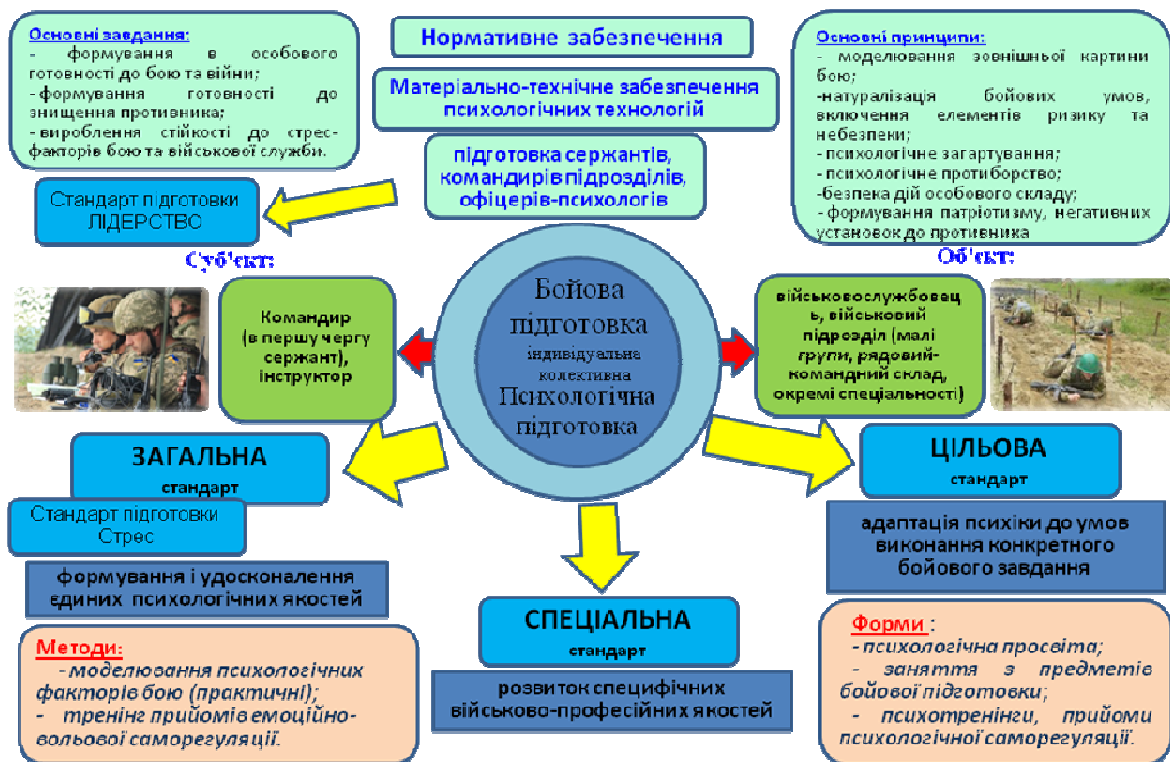 Основні завдання:
- формування в особового
готовності до бою та війни;
-формування готовності до
знищення противника;
-вироблення стійкості до стрес-
факторів бою та військової служби.
Нормативне забезпечення
Матеріально-технічне забезпечення
психологічних технологій
підготовка сержантів,
командирів підрозділів,
офіцерів-психологів
Основні принципи:
- моделювання зовнішньої картини
бою;
-натуралізація бойових умов,
включення елементів ризику та
небезпеки;
- психологічне загартування;
- психологічне протиборство;
-безпека дій особового складу;
- формування патріотизму, негативних
установок до противника
Стандарт підготовки
ЛІДЕРСТВО
Суб'єкт:
Командир
(в першу чергу
сержант),
інструктор
Бойова
підготовка
індивідуальна
колективна
Психологічна
підготовка
Об'єкт:
військовослужбовец
ь, військовий
підрозділ (малі
групи, рядовий-
командний склад,
окремі спеціальності)
ЗАГАЛЬНА
стандарт
Стандарт підготовки
Стрес
формування і удосконалення
єдиних психологічних якостей
Методи:
- моделювання психологічних
факторів бою (практичні);
- тренінг прийомів емоційно-
вольової саморегуляції.
СПЕЦІАЛЬНА
стандарт
розвиток специфічних
військово-професійних якостей
ЦІЛЬОВА
стандарт
адаптація психіки до умов
виконання конкретного
бойового завдання
Форми :
- психологічна просвіта;
- заняття з предметів
бойової підготовки;
- психотренінги, прийоми
психологічної саморегуляції.